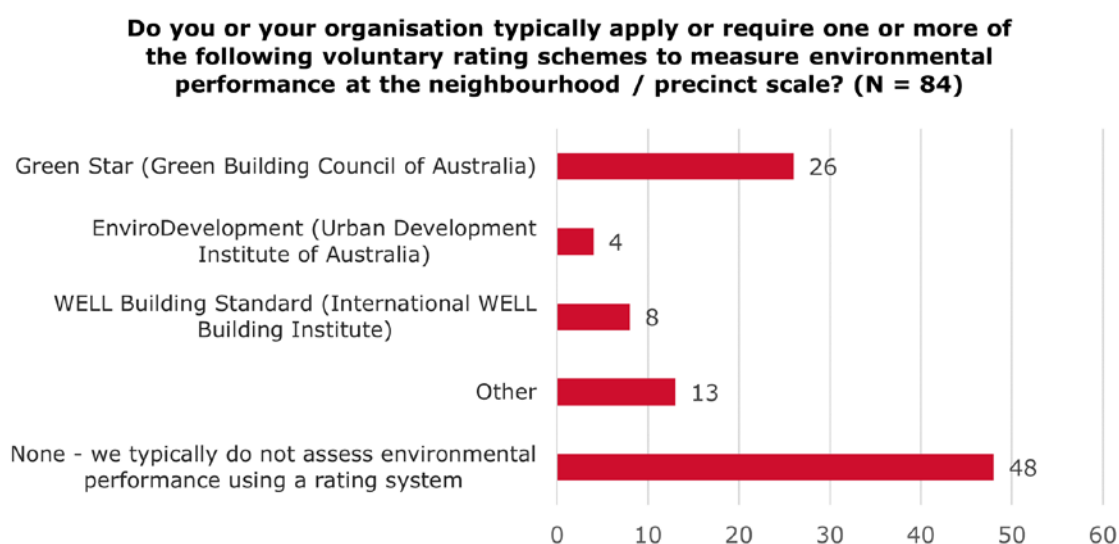 Do you or your organisation typically apply or require one or more of
the following voluntary rating schemes to measure environmental
performance at the neighbourhood / precinct scale? (N = 84)
Green Star (Green Building Council of Australia)
26
EnviroDevelopment (Urban Development
Institute of Australia)
4
WELL Building Standard (International WELL
Building Institute)
8
Other
13
None - we typically do not assess environmental
performance using a rating system
48
0 10 20 30 40 50 60